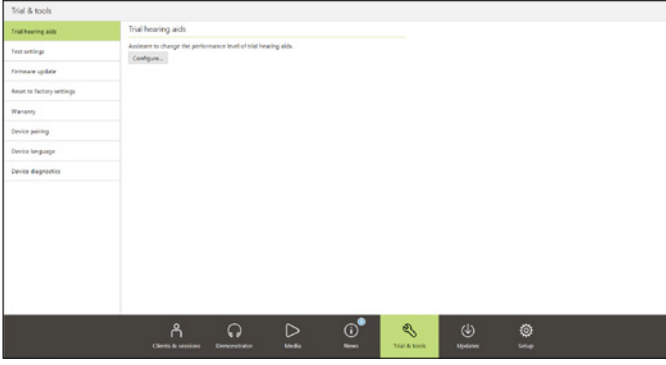 Trial & tools
Trial hearing aids
Test settings
Firmware update
Reset to factory settings
Warranty
Device pairing
Device language
Device diagnostics
Trial hearing aids
Assistant to change the performance level of trial hearing aids.
Configure...
Clients & sessions
Demonstrator
Media
News
Trial & tools
Updates
Setup